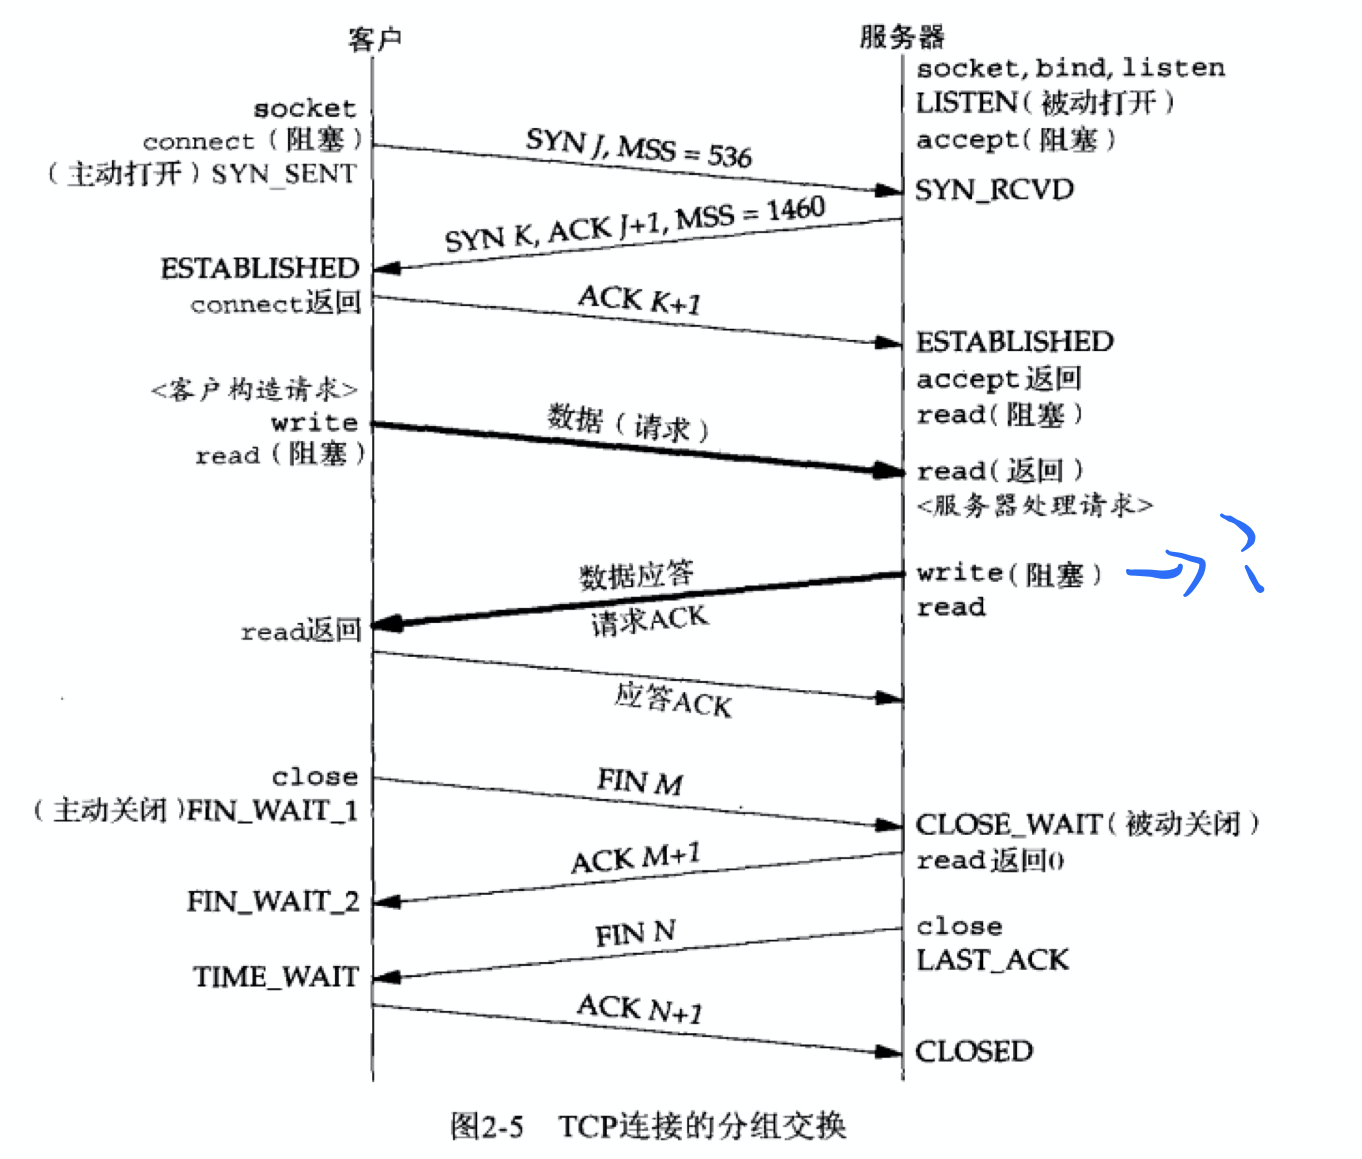 客户
服务器
socket, bind, listen
LISTEN（被动打开）
accept（阻塞）
socket
connect（阻塞）
（主动打开）SYN_SENT
SYN J, MSS = 536
SYN_RCVD
SYN K, ACK J+1, MSS = 1460
ESTABLISHED
connect返回
ACK K+1
ESTABLISHED
accept返回
read（阻塞）
<客户构造请求>
write
read（阻塞）
数据（请求）
read（返回）
<服务器处理请求>
write（阻塞）
read
数据应答
请求ACK
read返回
应答ACK
close
（主动关闭）FIN_WAIT_1
FIN M
CLOSE_WAIT（被动关闭）
read返回0
ACK M+1
FIN_WAIT_2
close
LAST_ACK
FIN N
TIME_WAIT
ACK N+1
CLOSED
图2-5 TCP连接的分组交换